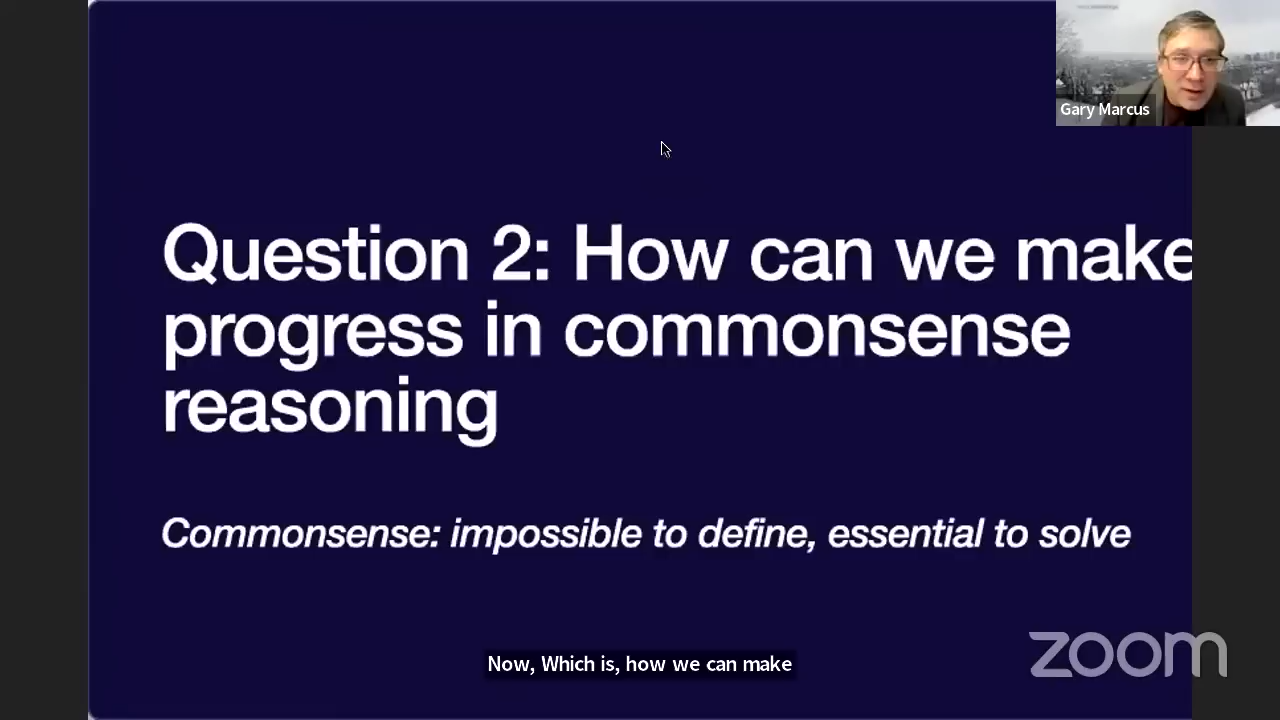 Gary Marcus
Question 2: How can we make
progress in commonsense
reasoning
Commonsense: impossible to define, essential to solve
Now, Which is, how we can make
zoom